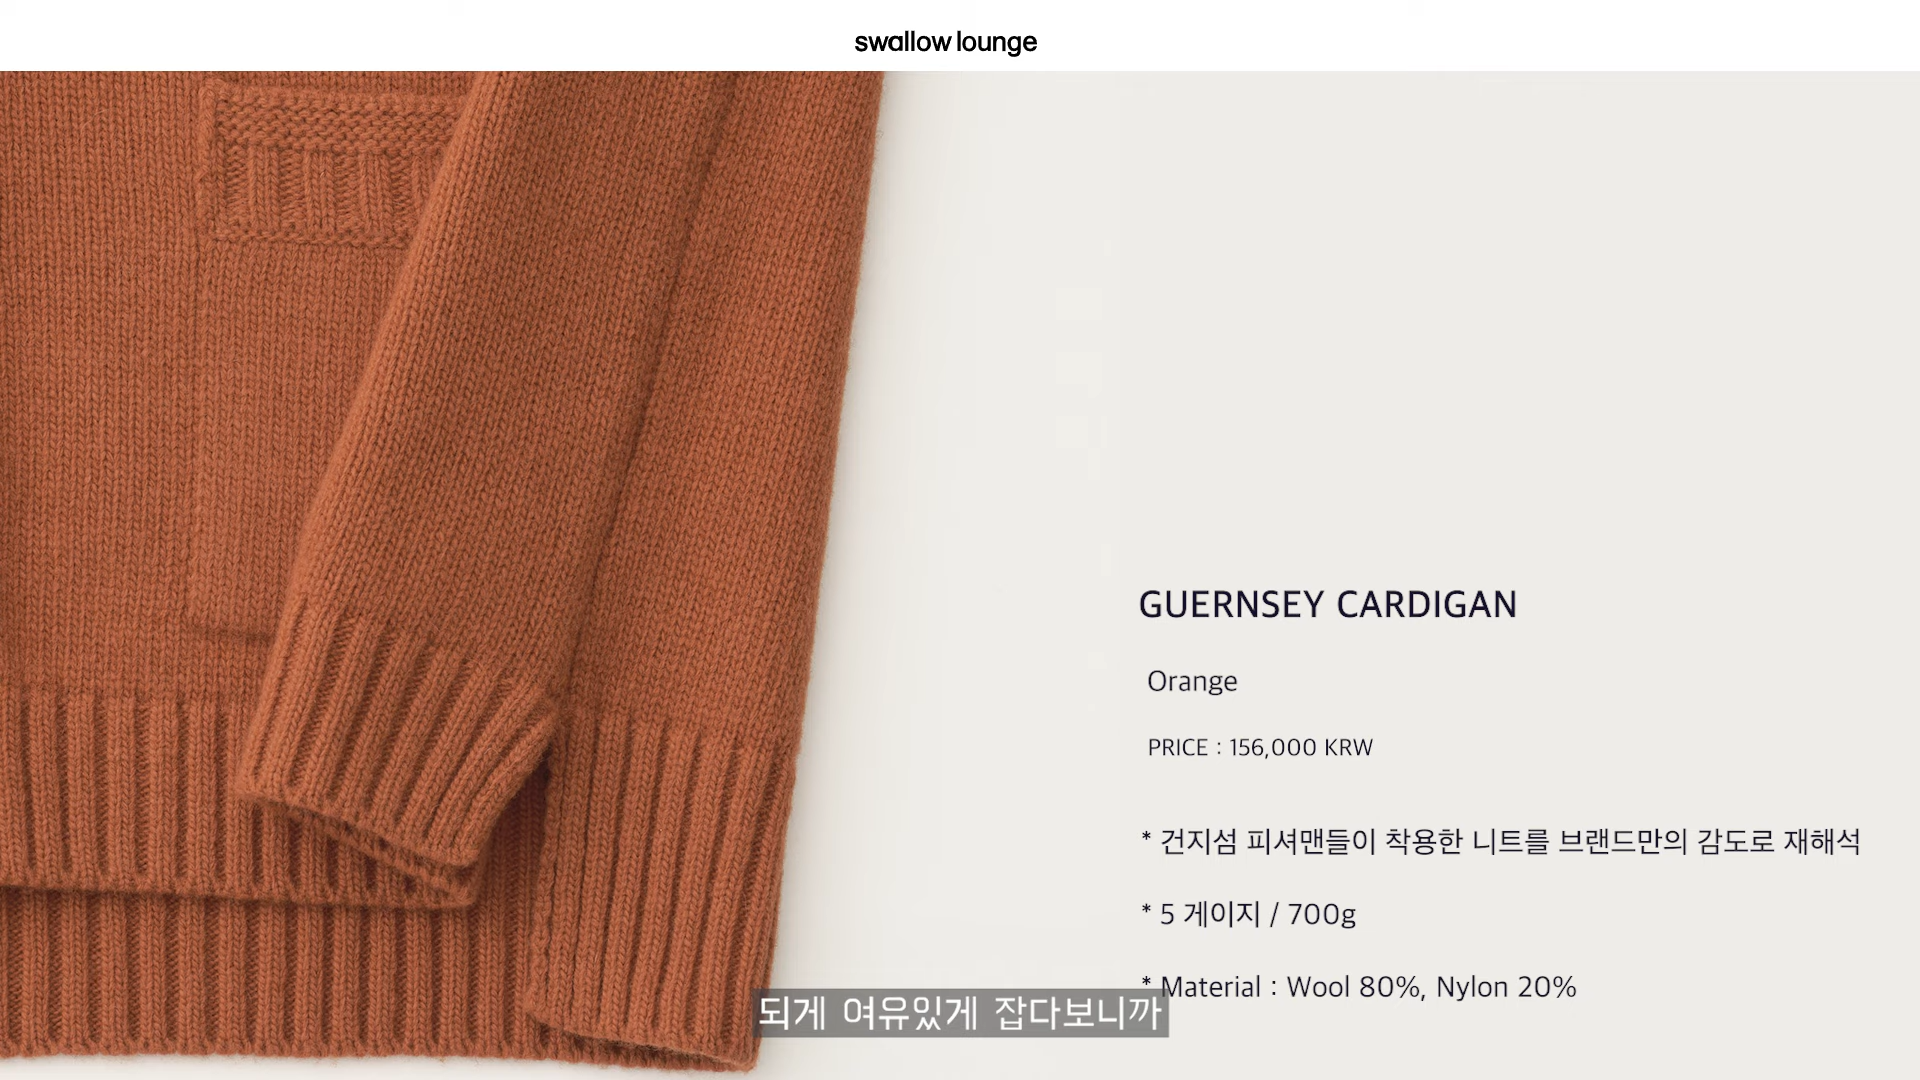 swallow lounge
GUERNSEY CARDIGAN
Orange
PRICE : 156,000 KRW
* 건지섬 피셔맨들이 착용한 니트를 브랜드만의 감도로 재해석
* 5 게이지 / 700g
* Material : Wool 80%, Nylon 20%
되게 여유있게 잡다보니까